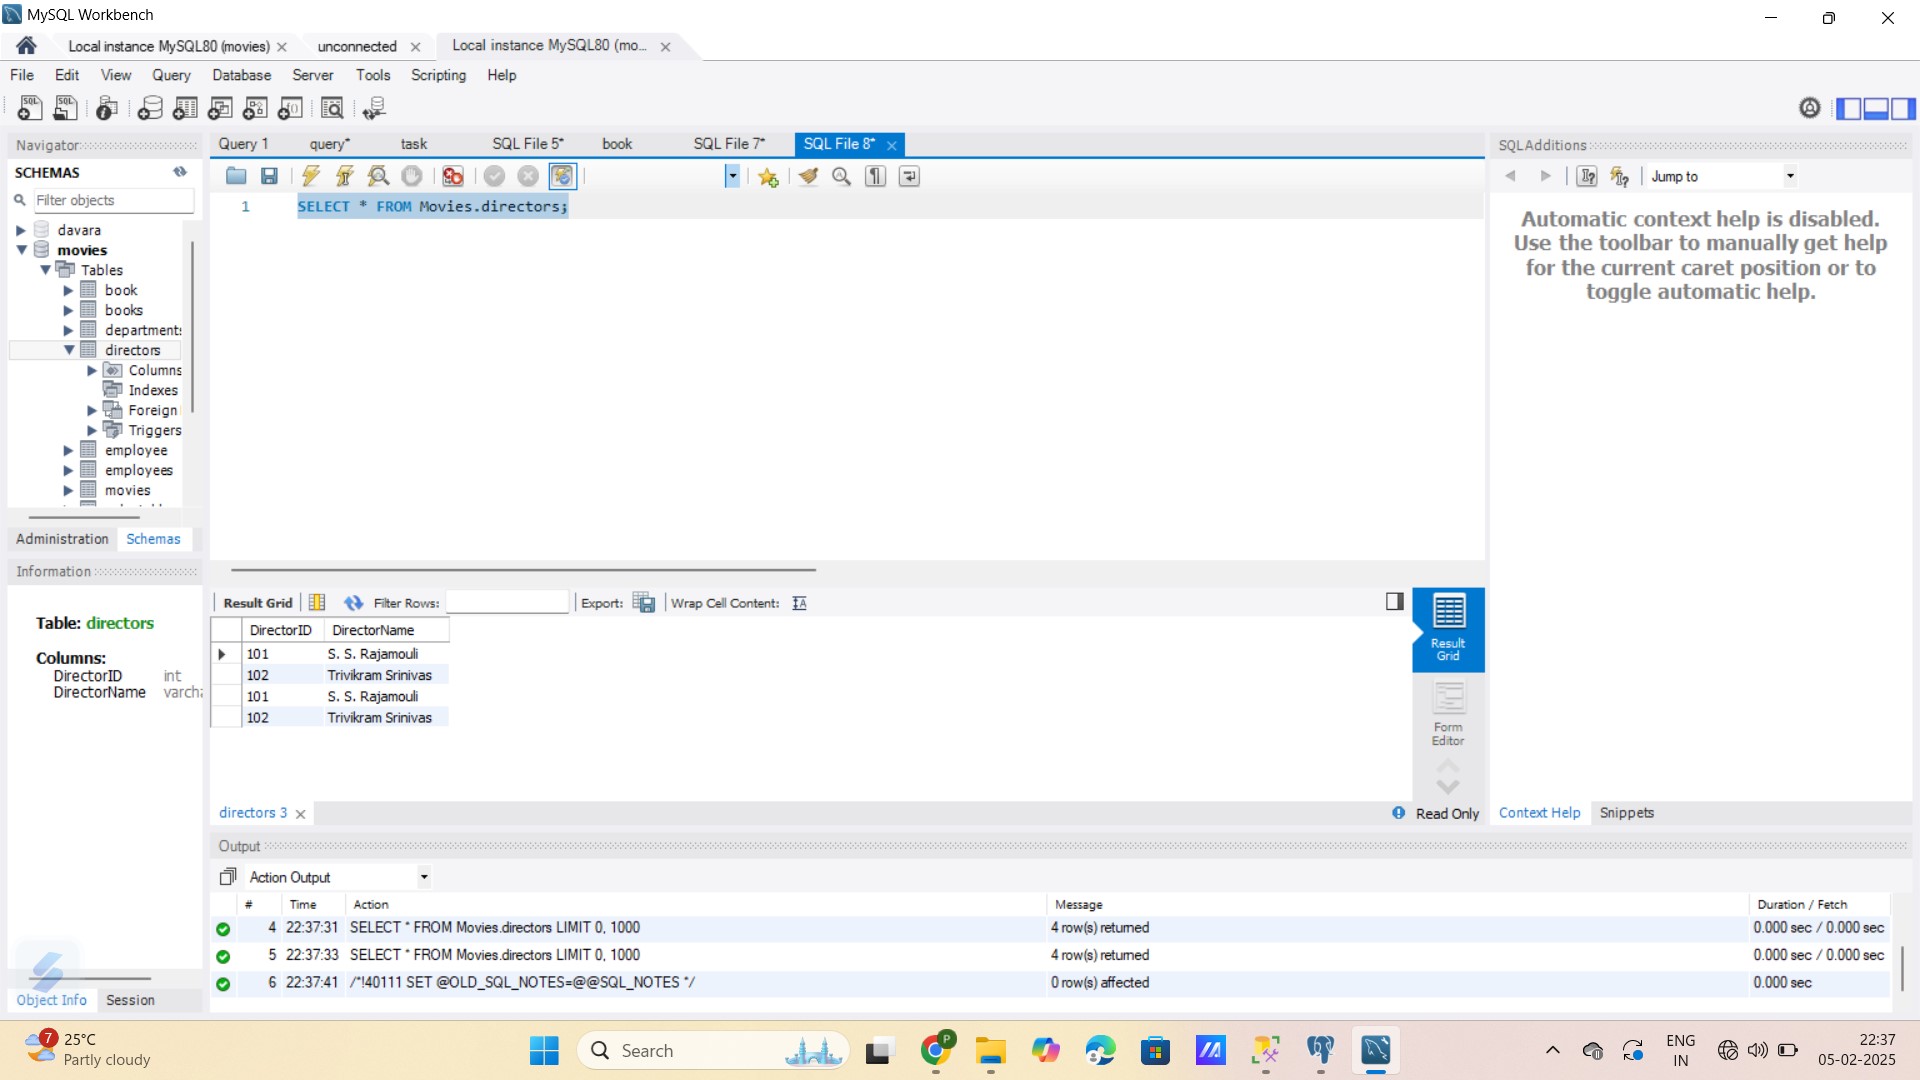 MySQL Workbench
Local instance MySQL80 (movies)
unconnected
Local instance MySQL80 (mo...
File Edit View Query Database Server Tools Scripting Help
Navigator
SCHEMAS
Filter objects
davara
movies
Tables
book
books
departments
directors
Columns
Indexes
Foreign
Triggers
employee
employees
movies
Administration Schemas
Information
Table: directors
Columns:
DirectorID int
DirectorName varcha
Object Info Session
Query 1 query* task SQL File 5* book SQL File 7* SQL File 8*
1 SELECT * FROM Movies.directors;
Result Grid Filter Rows: Export: Wrap Cell Content:
DirectorID DirectorName
101 S. S. Rajamouli
102 Trivikram Srinivas
101 S. S. Rajamouli
102 Trivikram Srinivas
Result Grid
Form Editor
directors 3
Read Only
SQLAdditions
Jump to
Automatic context help is disabled.
Use the toolbar to manually get help
for the current caret position or to
toggle automatic help.
Context Help Snippets
Output
Action Output
# Time Action Message Duration / Fetch
4 22:37:31 SELECT * FROM Movies.directors LIMIT 0, 1000 4 row(s) returned 0.000 sec / 0.000 sec
5 22:37:33 SELECT * FROM Movies.directors LIMIT 0, 1000 4 row(s) returned 0.000 sec / 0.000 sec
6 22:37:41 /*!40111 SET @OLD_SQL_NOTES=@@SQL_NOTES */ 0 row(s) affected 0.000 sec
7
25°C
Partly cloudy
Search
P
ENG
IN
22:37
05-02-2025